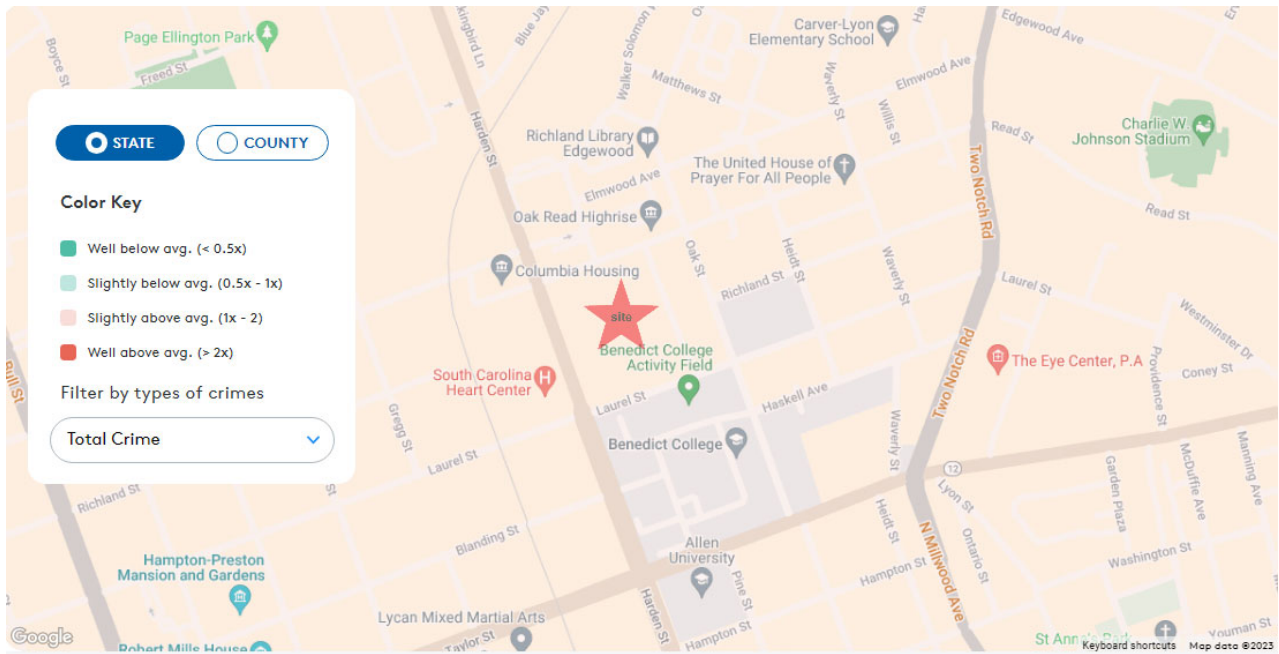 Page Ellington Park
Freed St
Boyce St
Blue Jay
Walker Solomon
Matthews St
Carver-Lyon
Elementary School
Waverly St
Willis St
Elmwood Ave
Edgewood Ave
STATE
COUNTY
Color Key
Well below avg. (< 0.5x)
Slightly below avg. (0.5x - 1x)
Slightly above avg. (1x - 2)
Well above avg. (> 2x)
Filter by types of crimes
Total Crime
Harden St
Richland Library
Edgewood
Elmwood Ave
The United House of
Prayer For All People
Oak Read Highrise
Two Notch Rd
Read St
Charlie W.
Johnson Stadium
Read St
Columbia Housing
Oak St
Heidt St
Richland St
Waverly St
Laurel St
Westminster Dr
site
Benedict College
Activity Field
South Carolina
Heart Center
Laurel St
Haskell Ave
Two Notch Rd
The Eye Center, P.A
Providence St
Coney St
Bull St
Gregg St
Laurel St
Benedict College
Waverly St
12
Lyon St
Garden Plaza
McDuffie Ave
Manning Ave
Richland St
St
Blanding St
Allen
University
Heidt St
Hampton St
N Millwood Ave
Ontario St
Washington St
Hampton-Preston
Mansion and Gardens
Pine St
Harden St
Lycan Mixed Martial Arts
Taylor St
Hampton St
St Anna's Park
Youman St
Robert Mills House
Google
Keyboard shortcuts
Map data ©2023